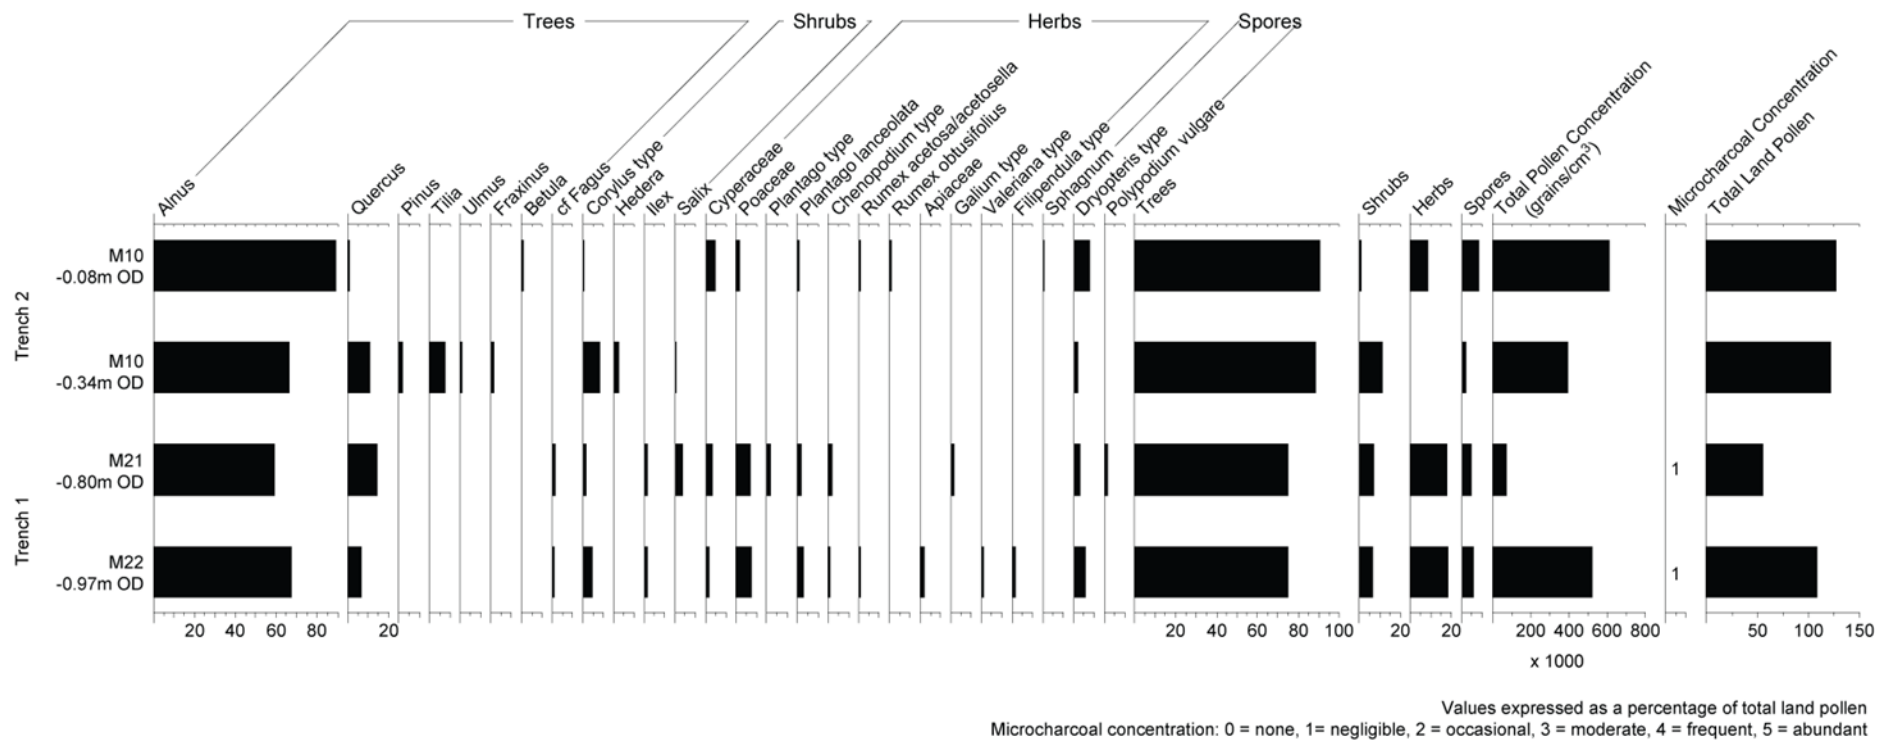 Trees
Shrubs
Herbs
Spores
Alnus
Quercus
Pinus
Tilia
Ulmus
Fraxinus
Betula
cf Fagus
Corylus type
Hedera
Ilex
Salix
Cyperaceae
Poaceae
Plantago type
Plantago lanceolata
Chenopodium type
Rumex acetosa/acetosella
Rumex obtusifolius
Apiaceae
Galium type
Valeriana type
Filipendula type
Sphagnum
Dryopteris type
Polypodium vulgare
Trees
Shrubs
Herbs
Spores
Total Pollen Concentration
(grains/cm³)
Microcharcoal Concentration
Total Land Pollen
Trench 2
M10
-0.08m OD
M10
-0.34m OD
Trench 1
M21
-0.80m OD
1
M22
-0.97m OD
1
20 40 60 80 20 20 40 60 80 100 20 20 200 400 600 800 50 100 150
x 1000
Values expressed as a percentage of total land pollen
Microcharcoal concentration: 0 = none, 1= negligible, 2 = occasional, 3 = moderate, 4 = frequent, 5 = abundant